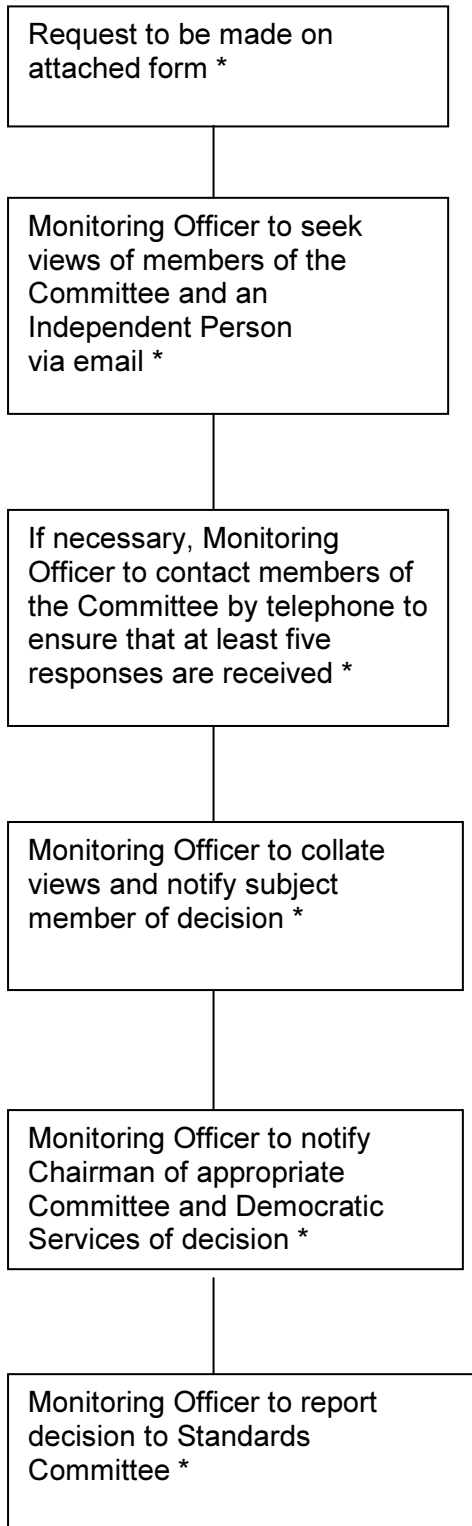 Request to be made on
attached form *
Monitoring Officer to seek
views of members of the
Committee and an
Independent Person
via email *
If necessary, Monitoring
Officer to contact members of
the Committee by telephone to
ensure that at least five
responses are received *
Monitoring Officer to collate
views and notify subject
member of decision *
Monitoring Officer to notify
Chairman of appropriate
Committee and Democratic
Services of decision *
Monitoring Officer to report
decision to Standards
Committee *